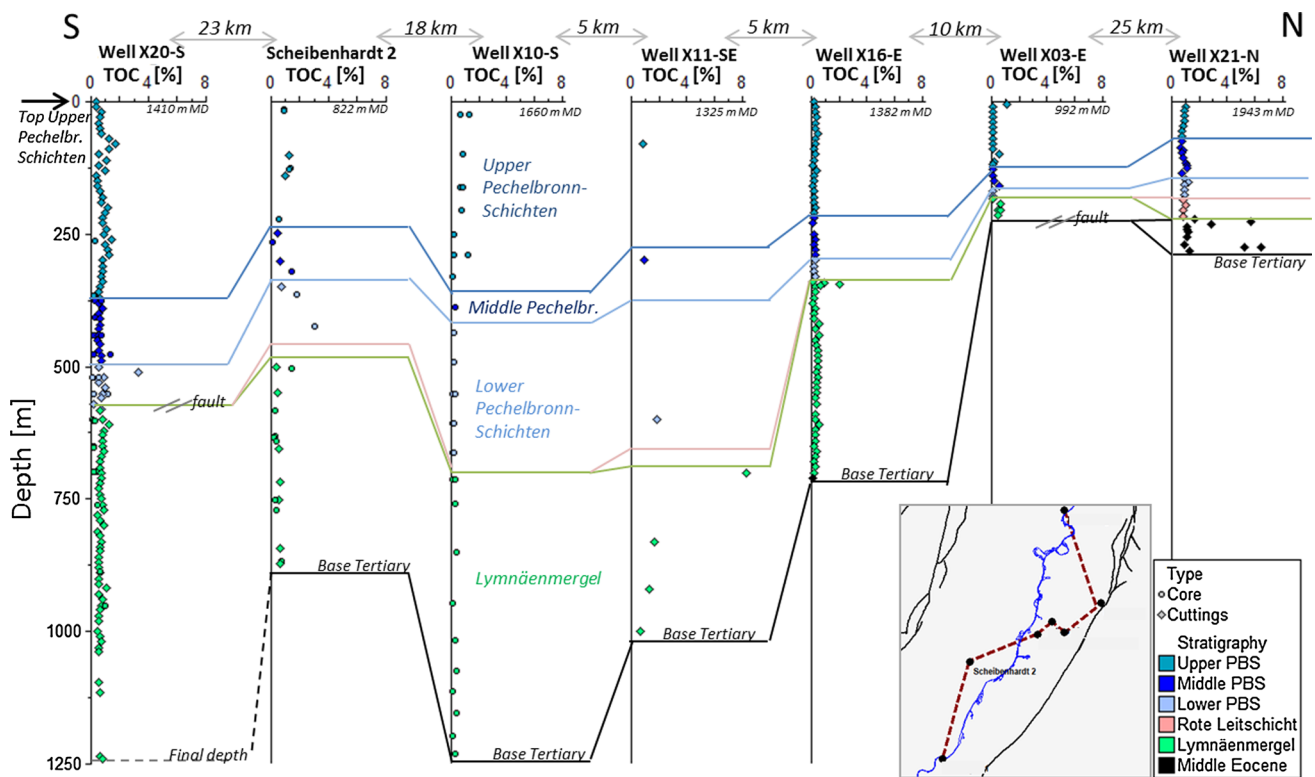 S
N
23 km
18 km
5 km
5 km
10 km
25 km
Well X20-S
Scheibenhardt 2
Well X10-S
Well X11-SE
Well X16-E
Well X03-E
Well X21-N
TOC [%]
TOC [%]
TOC [%]
TOC [%]
TOC [%]
TOC [%]
TOC [%]
0 4 8
0 4 8
0 4 8
0 4 8
0 4 8
0 4 8
0 4 8
1410 m MD
822 m MD
1660 m MD
1325 m MD
1382 m MD
992 m MD
1943 m MD
Top Upper
Pechelbr.
Schichten
Depth [m]
0
250
500
750
1000
1250
Upper
Pechelbronn-
Schichten
Middle Pechelbr.
Lower
Pechelbronn-
Schichten
Lymnäenmergel
fault
fault
Base Tertiary
Base Tertiary
Base Tertiary
Base Tertiary
Base Tertiary
Final depth
Scheibenhardt 2
Type
Core
Cuttings
Stratigraphy
Upper PBS
Middle PBS
Lower PBS
Rote Leitschicht
Lymnäenmergel
Middle Eocene